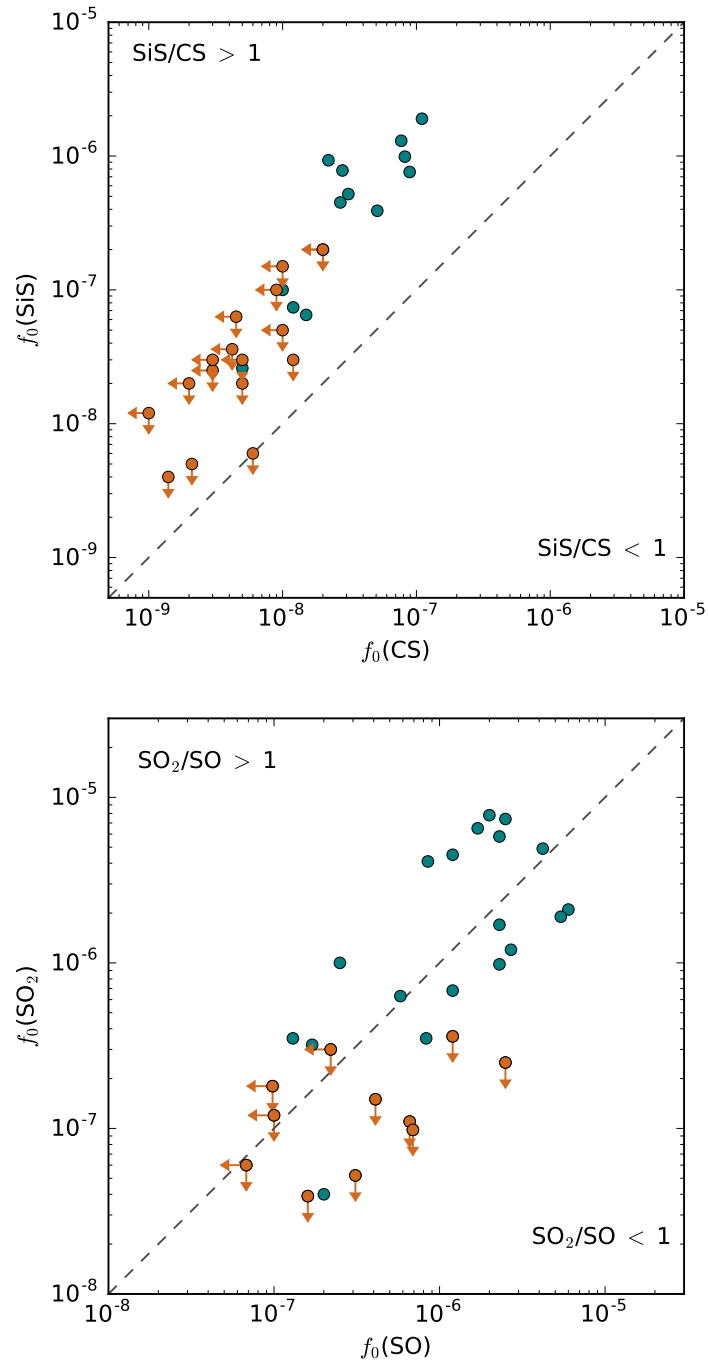 10⁻⁵
SiS/CS > 1
10⁻⁶
10⁻⁷
f₀(SiS)
10⁻⁸
10⁻⁹
SiS/CS < 1
10⁻⁹ 10⁻⁸ 10⁻⁷ 10⁻⁶ 10⁻⁵
f₀(CS)
SO₂/SO > 1
10⁻⁵
10⁻⁶
f₀(SO₂)
10⁻⁷
SO₂/SO < 1
10⁻⁸
10⁻⁸ 10⁻⁷ 10⁻⁶ 10⁻⁵
f₀(SO)